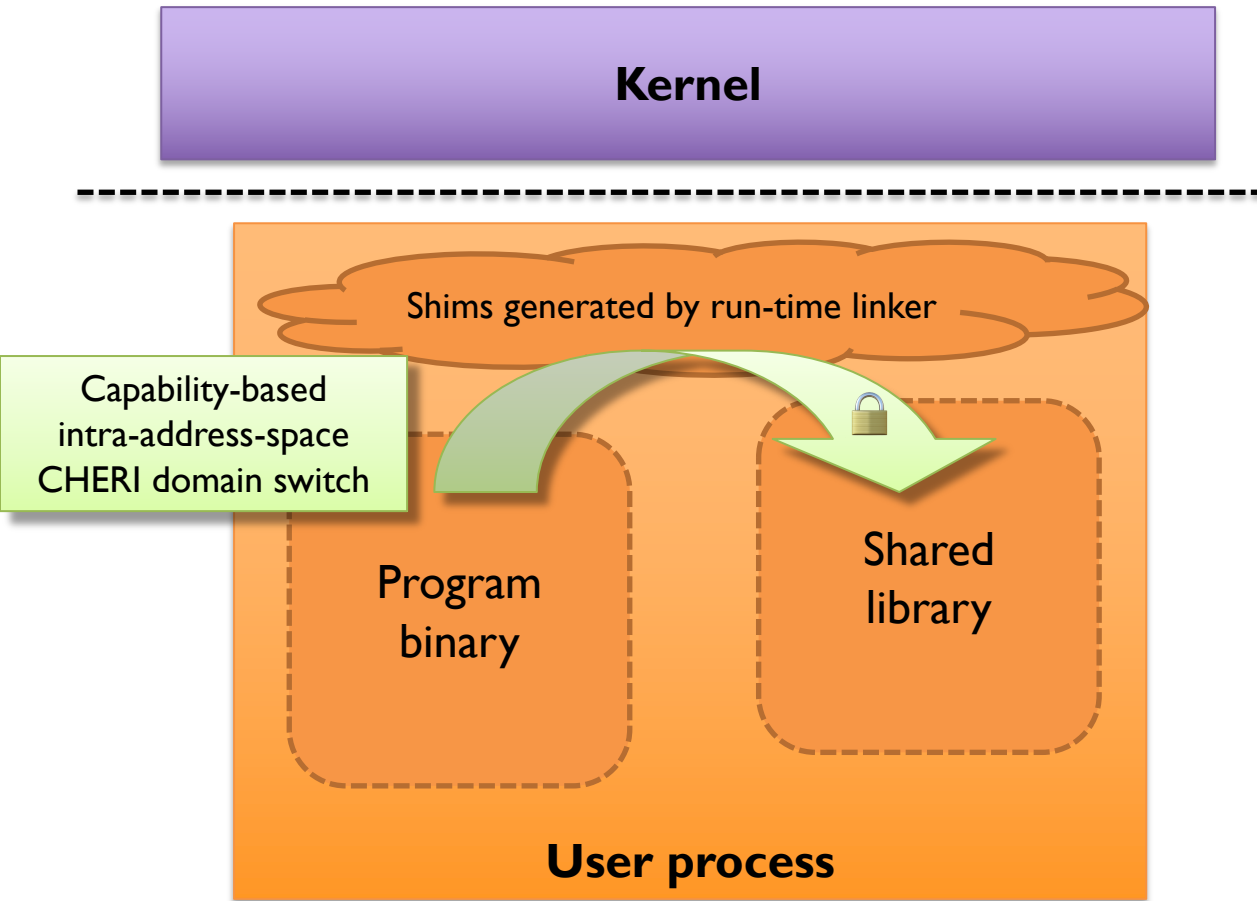 Kernel
Shims generated by run-time linker
Capability-based
intra-address-space
CHERI domain switch
Program
binary
Shared
library
User process